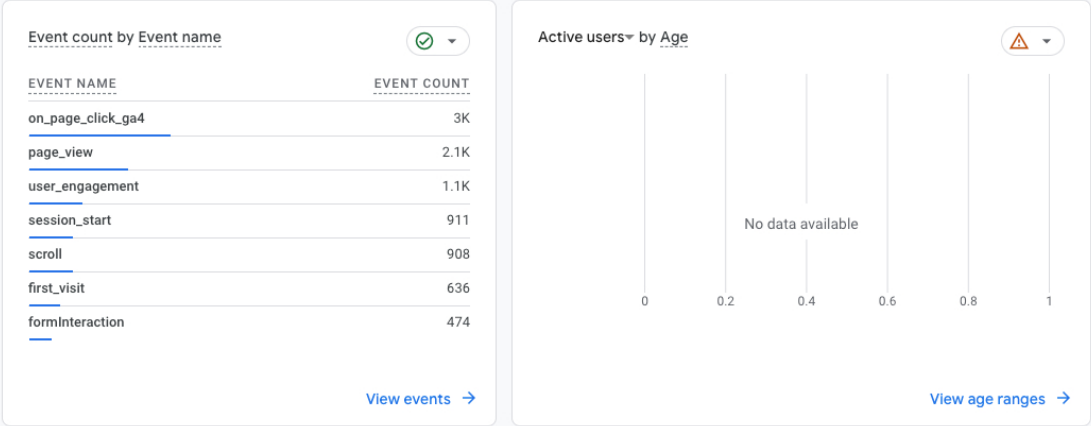 Event count by Event name
EVENT NAME EVENT COUNT
on_page_click_ga4 3K
page_view 2.1K
user_engagement 1.1K
session_start 911
scroll 908
first_visit 636
formInteraction 474
View events
Active users by Age
No data available
0 0.2 0.4 0.6 0.8 1
View age ranges